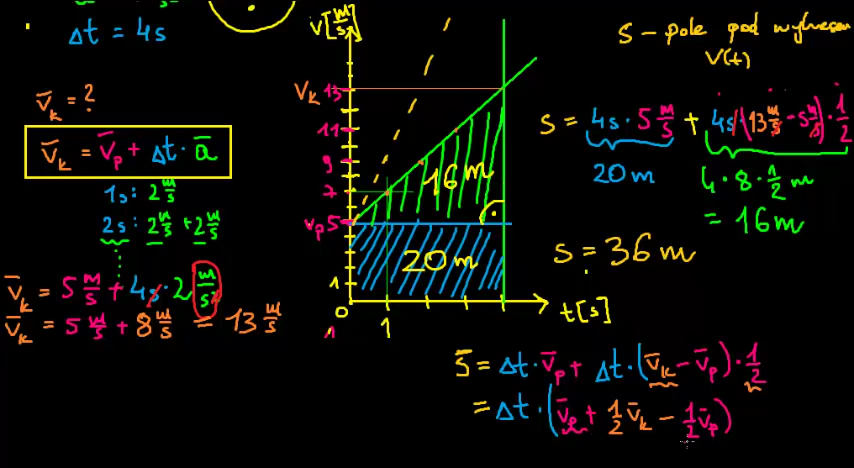 Δt = 4s
v̄k = ?
v̄k = v̄p + Δt · ā
1s: 2 m/s
2s: 2 m/s + 2 m/s
v̄k = 5 m/s + 4s · 2 m/s²
v̄k = 5 m/s + 8 m/s = 13 m/s
V[m/s]
Vk 13
11
9
7
Vp 5
1
0
1
t[s]
16 m
20 m
S – pole pod wykresem
V(t)
S = 4s · 5 m/s + 4s · (13 m/s – 5 m/s) · 1/2
20 m
4 · 8 · 1/2 m
= 16 m
S = 36 m
s̄ = Δt · v̄p + Δt · (v̄k – v̄p) · 1/2
= Δt · (v̄p + 1/2 v̄k – 1/2 v̄p)